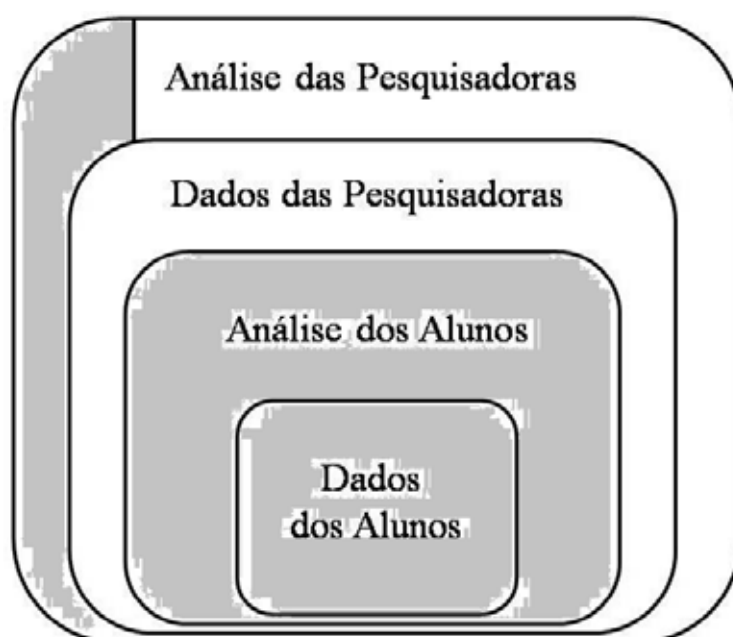 Análise das Pesquisadoras
Dados das Pesquisadoras
Análise dos Alunos
Dados
dos Alunos